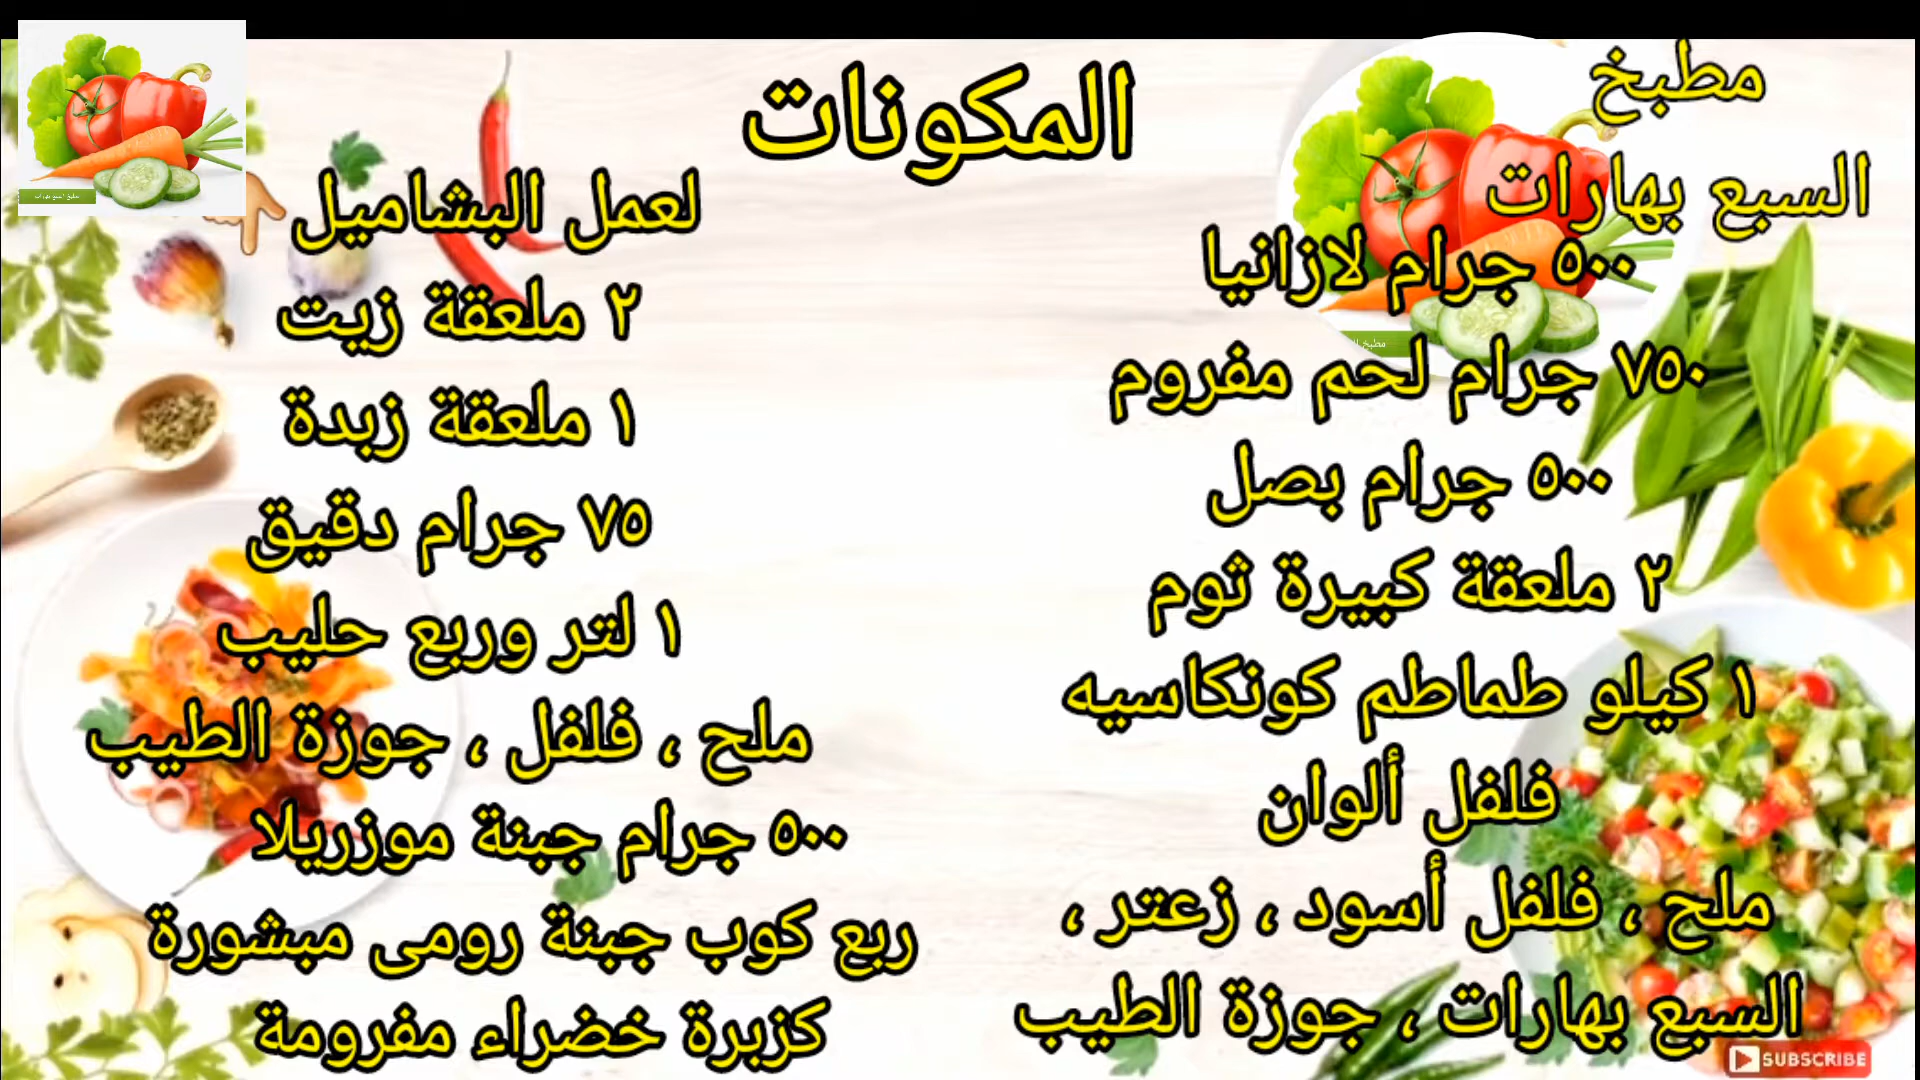 المكونات
مطبخ
السبع بهارات
٥٠٠ جرام لازانيا
٧٥٠ جرام لحم مفروم
٥٠٠ جرام بصل
٢ ملعقة كبيرة ثوم
١ كيلو طماطم كونكاسيه
فلفل ألوان
ملح ، فلفل أسود ، زعتر ،
السبع بهارات ، جوزة الطيب
لعمل البشاميل
٢ ملعقة زيت
١ ملعقة زبدة
٧٥ جرام دقيق
١ لتر وربع حليب
ملح ، فلفل ، جوزة الطيب
٥٠٠ جرام جبنة موزريلا
ربع كوب جبنة رومى مبشورة
كزبرة خضراء مفرومة
SUBSCRIBE